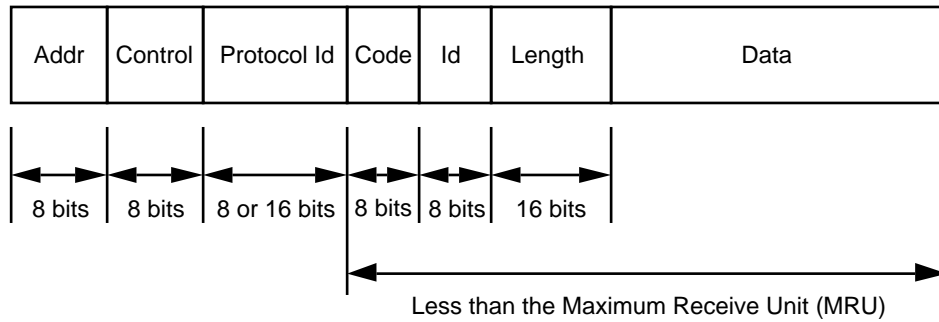 Addr Control Protocol Id Code Id Length Data
8 bits 8 bits 8 or 16 bits 8 bits 8 bits 16 bits
Less than the Maximum Receive Unit (MRU)